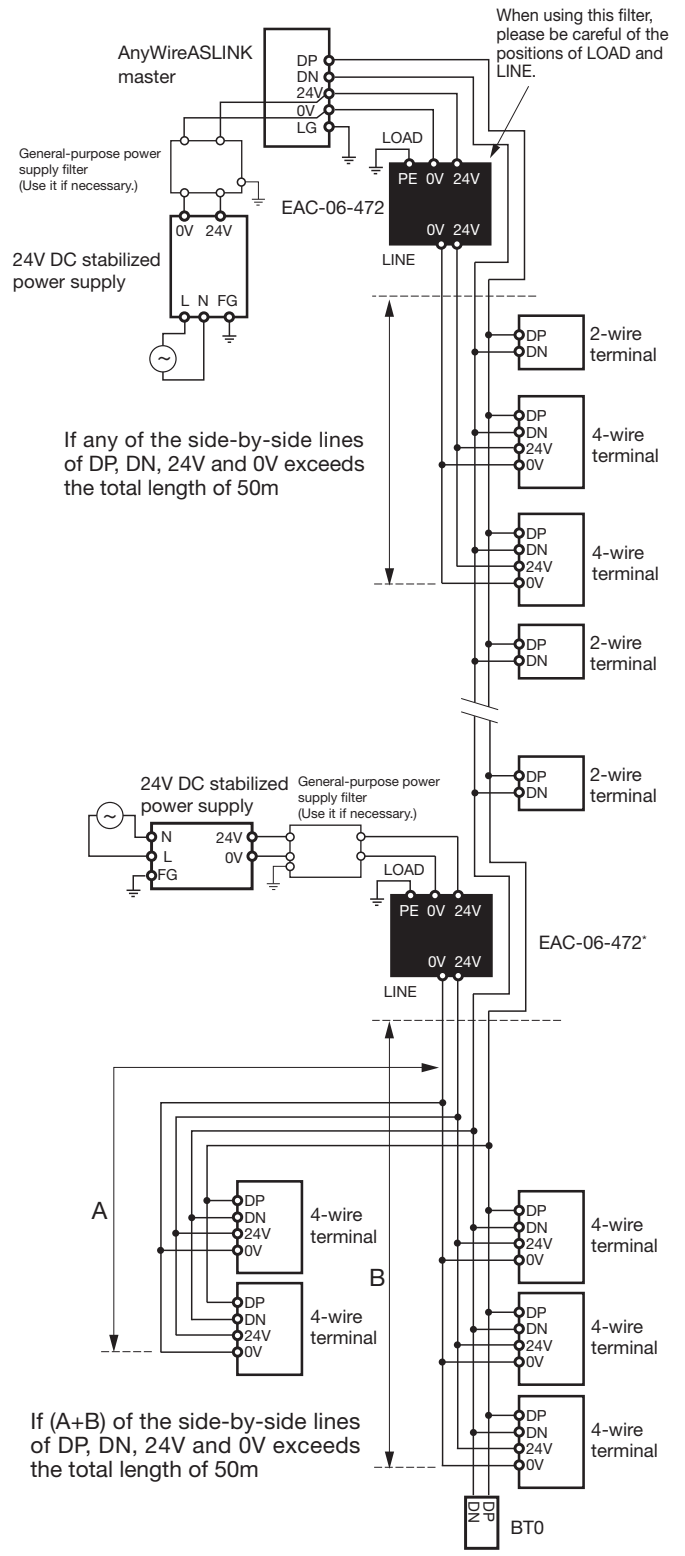 When using this filter,
please be careful of the
positions of LOAD and
LINE.
AnyWireASLINK
master
DP
DN
24V
0V
LG
LOAD
PE 0V 24V
General-purpose power
supply filter
(Use it if necessary.)
EAC-06-472
0V 24V
0V 24V
LINE
24V DC stabilized
power supply
L N FG
DP
DN
2-wire
terminal
If any of the side-by-side lines
of DP, DN, 24V and 0V exceeds
the total length of 50m
DP
DN
24V
0V
4-wire
terminal
DP
DN
24V
0V
4-wire
terminal
DP
DN
2-wire
terminal
DP
DN
2-wire
terminal
24V DC stabilized
power supply
General-purpose power
supply filter
(Use it if necessary.)
N
L
FG
24V
0V
LOAD
PE 0V 24V
EAC-06-472*
0V 24V
LINE
A
B
DP
DN
24V
0V
4-wire
terminal
DP
DN
24V
0V
4-wire
terminal
DP
DN
24V
0V
4-wire
terminal
DP
DN
24V
0V
4-wire
terminal
DP
DN
24V
0V
4-wire
terminal
If (A+B) of the side-by-side lines
of DP, DN, 24V and 0V exceeds
the total length of 50m
DP
DN
BT0